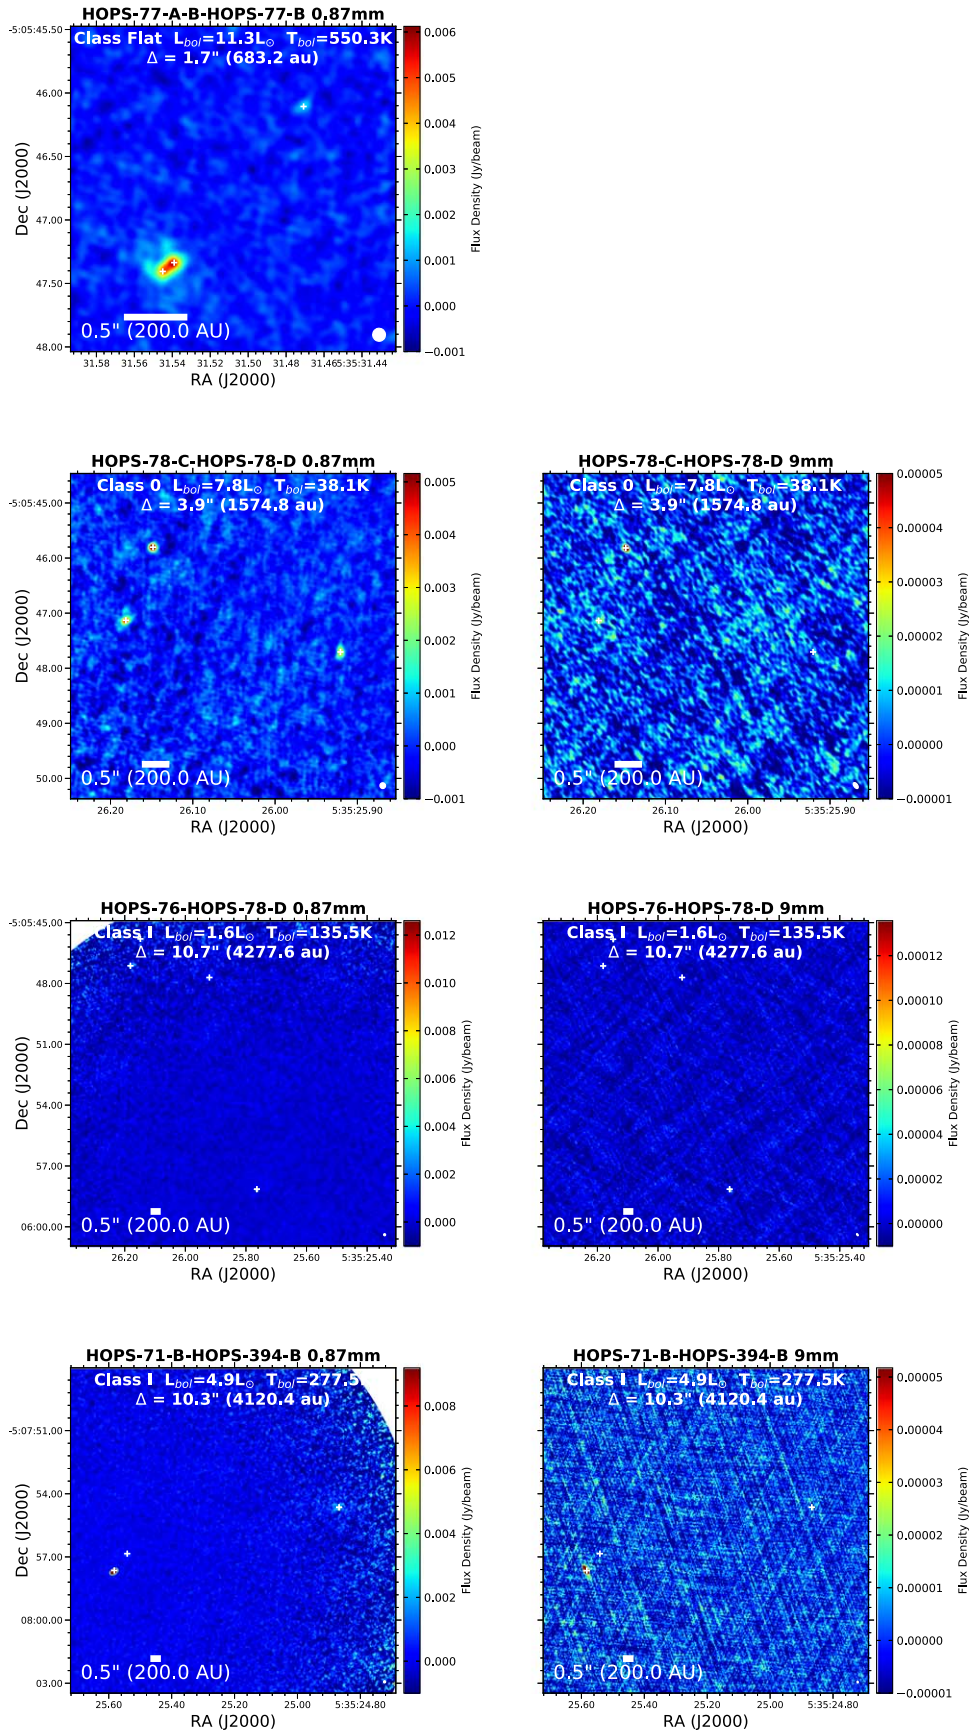 HOPS-77-A-B-HOPS-77-B 0.87mm
Class Flat L_bol=11.3L☉ T_bol=550.3K
Δ = 1.7" (683.2 au)
-5:05:45.50
46.00
46.50
47.00
47.50
48.00
Dec (J2000)
0.5" (200.0 AU)
31.58 31.56 31.54 31.52 31.50 31.48 31.465:35:31.44
RA (J2000)
0.006
0.005
0.004
0.003
0.002
0.001
0.000
−0.001
Flux Density (Jy/beam)
HOPS-78-C-HOPS-78-D 0.87mm
Class 0 L_bol=7.8L☉ T_bol=38.1K
Δ = 3.9" (1574.8 au)
-5:05:45.00
46.00
47.00
48.00
49.00
50.00
Dec (J2000)
0.5" (200.0 AU)
26.20 26.10 26.00 5:35:25.90
RA (J2000)
0.005
0.004
0.003
0.002
0.001
0.000
−0.001
Flux Density (Jy/beam)
HOPS-78-C-HOPS-78-D 9mm
Class 0 L_bol=7.8L☉ T_bol=38.1K
Δ = 3.9" (1574.8 au)
0.5" (200.0 AU)
26.20 26.10 26.00 5:35:25.90
RA (J2000)
0.00005
0.00004
0.00003
0.00002
0.00001
0.00000
−0.00001
Flux Density (Jy/beam)
HOPS-76-HOPS-78-D 0.87mm
Class I L_bol=1.6L☉ T_bol=135.5K
Δ = 10.7" (4277.6 au)
-5:05:45.00
48.00
51.00
54.00
57.00
06:00.00
Dec (J2000)
0.5" (200.0 AU)
26.20 26.00 25.80 25.60 5:35:25.40
RA (J2000)
0.012
0.010
0.008
0.006
0.004
0.002
0.000
Flux Density (Jy/beam)
HOPS-76-HOPS-78-D 9mm
Class I L_bol=1.6L☉ T_bol=135.5K
Δ = 10.7" (4277.6 au)
0.5" (200.0 AU)
26.20 26.00 25.80 25.60 5:35:25.40
RA (J2000)
0.00012
0.00010
0.00008
0.00006
0.00004
0.00002
0.00000
Flux Density (Jy/beam)
HOPS-71-B-HOPS-394-B 0.87mm
Class I L_bol=4.9L☉ T_bol=277.5
Δ = 10.3" (4120.4 au)
-5:07:51.00
54.00
57.00
08:00.00
03.00
Dec (J2000)
0.5" (200.0 AU)
25.60 25.40 25.20 25.00 5:35:24.80
RA (J2000)
0.008
0.006
0.004
0.002
0.000
Flux Density (Jy/beam)
HOPS-71-B-HOPS-394-B 9mm
Class I L_bol=4.9L☉ T_bol=277.5K
Δ = 10.3" (4120.4 au)
0.5" (200.0 AU)
25.60 25.40 25.20 25.00 5:35:24.80
RA (J2000)
0.00005
0.00004
0.00003
0.00002
0.00001
0.00000
−0.00001
Flux Density (Jy/beam)